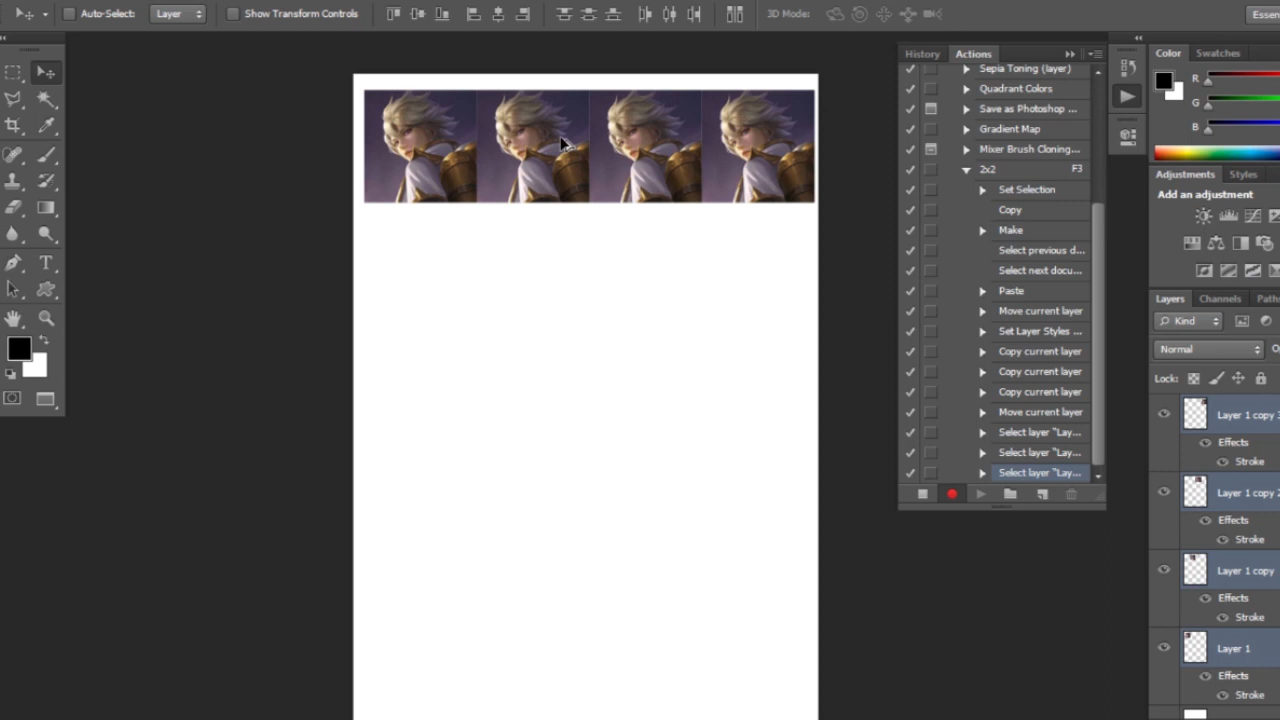 Auto-Select: Layer Show Transform Controls 3D Mode: Essen
History Actions
Sepia Toning (layer)
Quadrant Colors
Save as Photoshop ...
Gradient Map
Mixer Brush Cloning...
2x2 F3
Set Selection
Copy
Make
Select previous d...
Select next docu...
Paste
Move current layer
Set Layer Styles ...
Copy current layer
Copy current layer
Copy current layer
Move current layer
Select layer "Lay...
Select layer "Lay...
Select layer "Lay...
Color Swatches
R
G
B
Adjustments Styles
Add an adjustment
Layers Channels Paths
Kind
Normal O
Lock:
Layer 1 copy 3
Effects
Stroke
Layer 1 copy 2
Effects
Stroke
Layer 1 copy
Effects
Stroke
Layer 1
Effects
Stroke